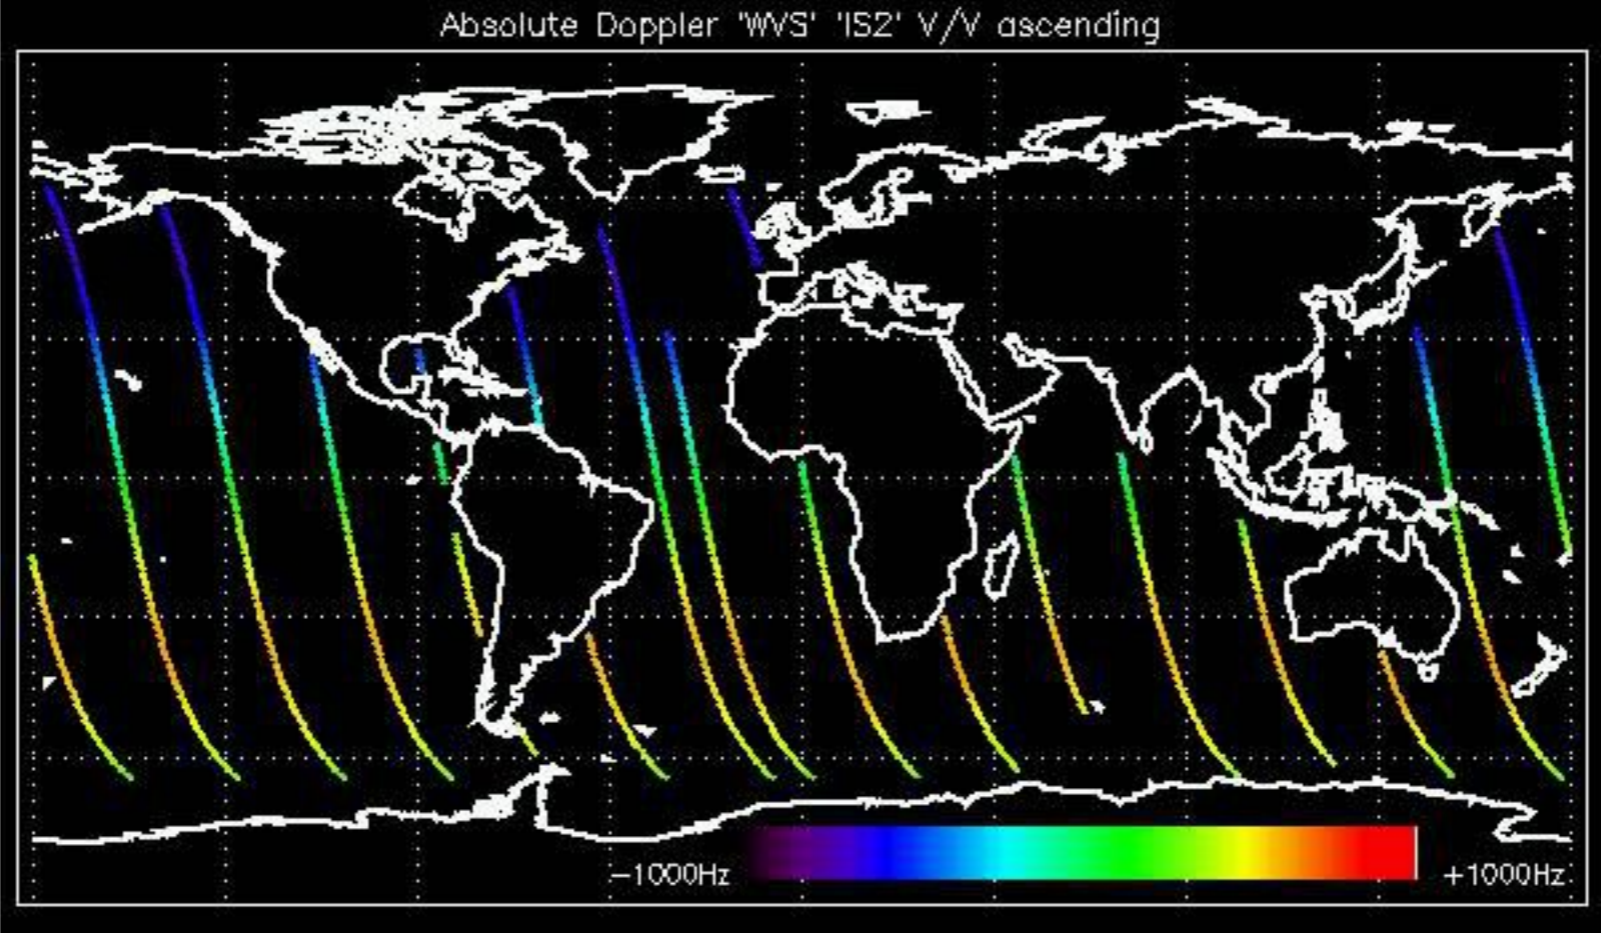 Absolute Doppler 'WVS' 'IS2' V/V ascending
-1000Hz +1000Hz